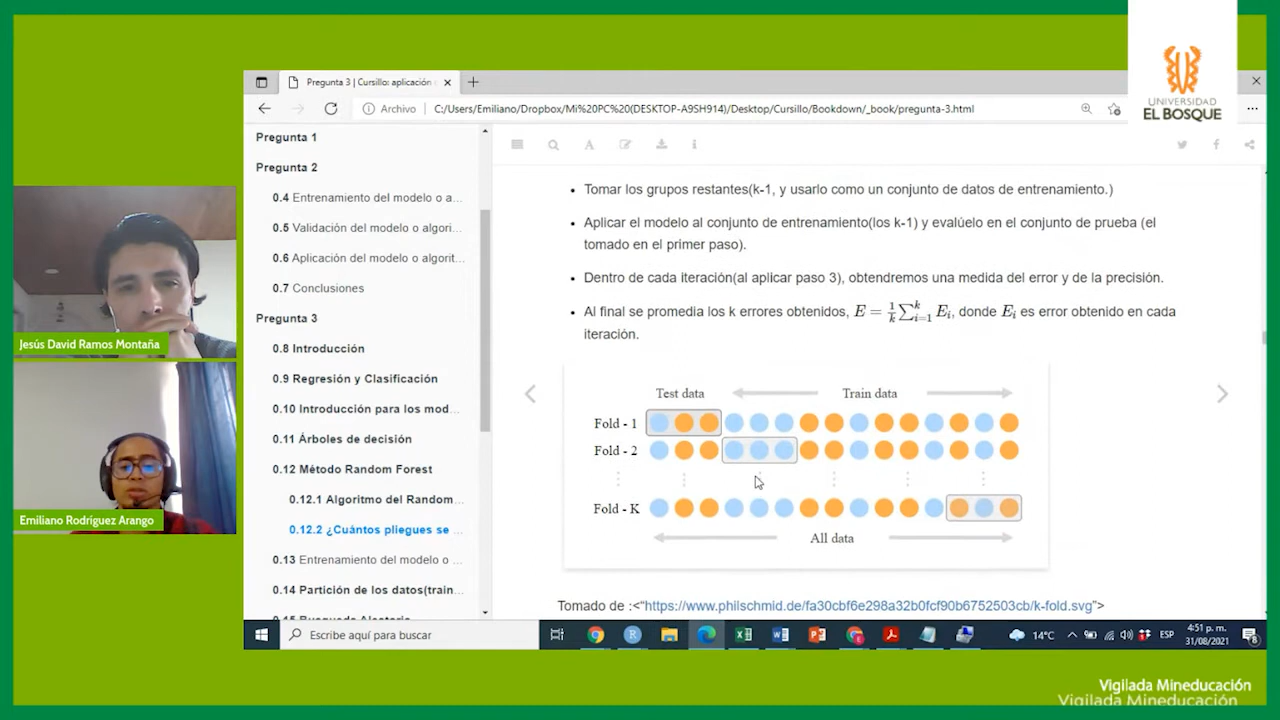 UNIVERSIDAD
EL BOSQUE
Pregunta 3 | Cursillo: aplicación
Archivo
C:/Users/Emiliano/Dropbox/Mi%20PC%20(DESKTOP-A9SH914)/Desktop/Cursillo/Bookdown/_book/pregunta-3.html
Pregunta 1
Pregunta 2
0.4 Entrenamiento del modelo o a...
0.5 Validación del modelo o algori...
0.6 Aplicación del modelo o algorit...
0.7 Conclusiones
Pregunta 3
0.8 Introducción
0.9 Regresión y Clasificación
0.10 Introducción para los mod...
0.11 Árboles de decisión
0.12 Método Random Forest
0.12.1 Algoritmo del Random...
0.12.2 ¿Cuántos pliegues se ...
0.13 Entrenamiento del modelo o ...
0.14 Partición de los datos(train...
0.15 Busqueda Aleatoria
• Tomar los grupos restantes(k-1, y usarlo como un conjunto de datos de entrenamiento.)
• Aplicar el modelo al conjunto de entrenamiento(los k-1) y evalúelo en el conjunto de prueba (el
tomado en el primer paso).
• Dentro de cada iteración(al aplicar paso 3), obtendremos una medida del error y de la precisión.
• Al final se promedia los k errores obtenidos, E = 1/k ∑_{i=1}^{k} E_i, donde E_i es error obtenido en cada
iteración.
Test data
Train data
Fold - 1
Fold - 2
Fold - K
All data
Tomado de :<“https://www.philschmid.de/fa30cbf6e298a32b0fcf90b6752503cb/k-fold.svg”>
Jesús David Ramos Montaña
Emiliano Rodríguez Arango
Escribe aquí para buscar
14°C
ESP
4:51 p. m.
31/08/2021
8
Vigilada Mineducación
Vigilada Mineducación